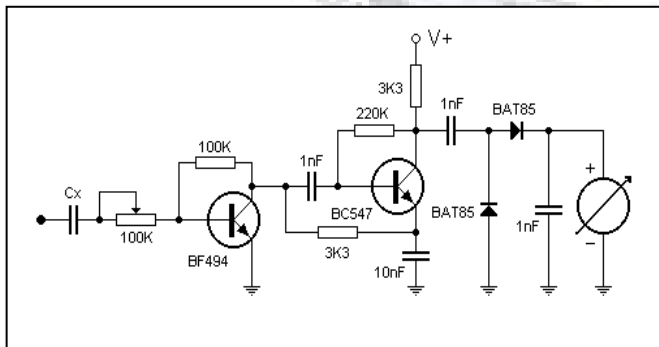 V+
3K3
1nF
BAT85
220K
100K
1nF
Cx
BC547
BAT85
100K
1nF
3K3
BF494
10nF
+
−